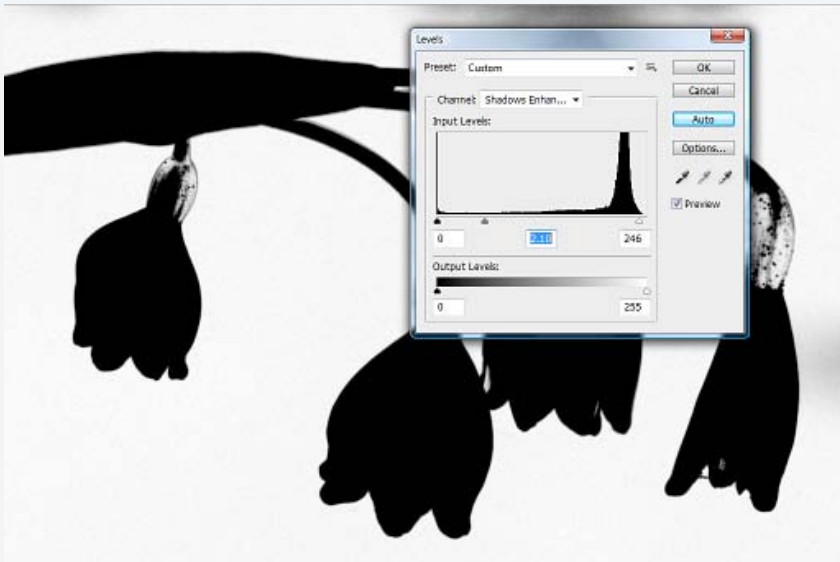 Levels
Preset: Custom
OK
Cancel
Channel: Shadows Enhan...
Auto
Input Levels:
Options...
Preview
0 2.10 246
Output Levels:
0 255